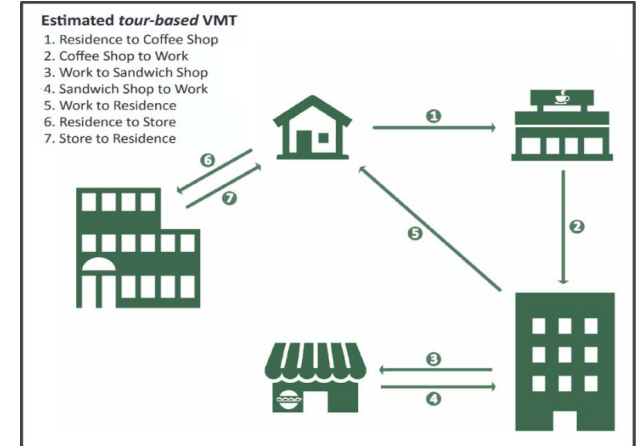 Estimated tour-based VMT
1. Residence to Coffee Shop
2. Coffee Shop to Work
3. Work to Sandwich Shop
4. Sandwich Shop to Work
5. Work to Residence
6. Residence to Store
7. Store to Residence
1
6
7
2
5
3
4